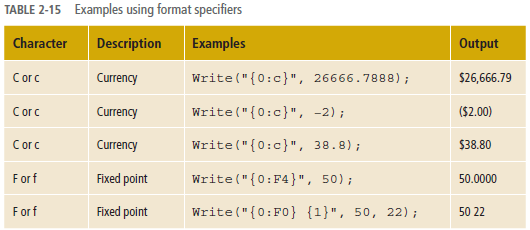 TABLE 2-15 Examples using format specifiers
Character Description Examples Output
C or c Currency Write("{0:c}", 26666.7888); $26,666.79
C or c Currency Write("{0:c}", -2); ($2.00)
C or c Currency Write("{0:c}", 38.8); $38.80
F or f Fixed point Write("{0:F4}", 50); 50.0000
F or f Fixed point Write("{0:F0} {1}", 50, 22); 50 22